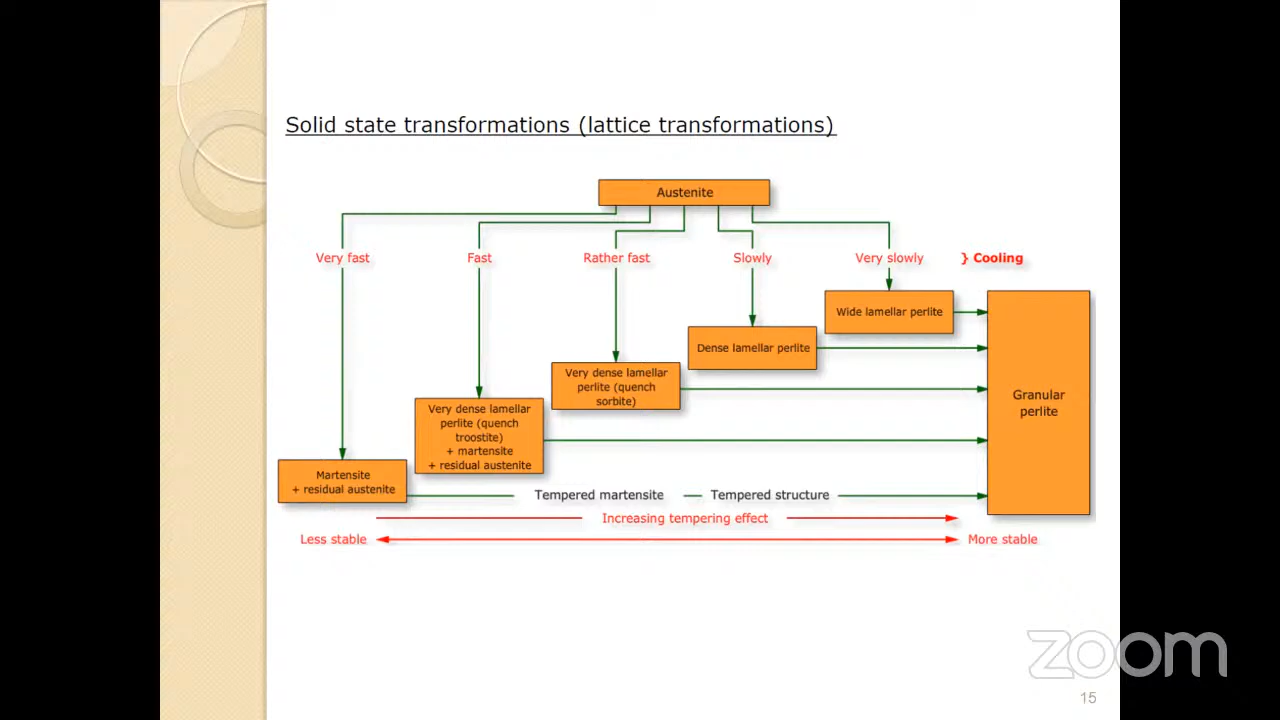 Solid state transformations (lattice transformations)
Austenite
Very fast
Fast
Rather fast
Slowly
Very slowly
} Cooling
Wide lamellar perlite
Dense lamellar perlite
Very dense lamellar
perlite (quench
sorbite)
Very dense lamellar
perlite (quench
troostite)
+ martensite
+ residual austenite
Martensite
+ residual austenite
Granular
perlite
Tempered martensite
Tempered structure
Increasing tempering effect
Less stable
More stable
zoom
15